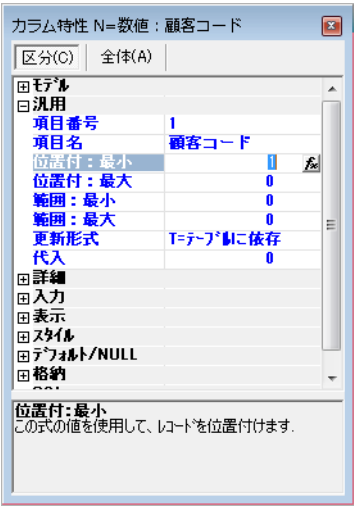 カラム特性 N=数値:顧客コード
区分(C) 全体(A)
モデル
汎用
項目番号 1
項目名 顧客コード
位置付:最小 1
位置付:最大 0
範囲:最小 0
範囲:最大 0
更新形式 T=テーブルに依存
代入 0
詳細
入力
表示
スタイル
デフォルト/NULL
格納
位置付:最小
この式の値を使用して、レコードを位置付けます.